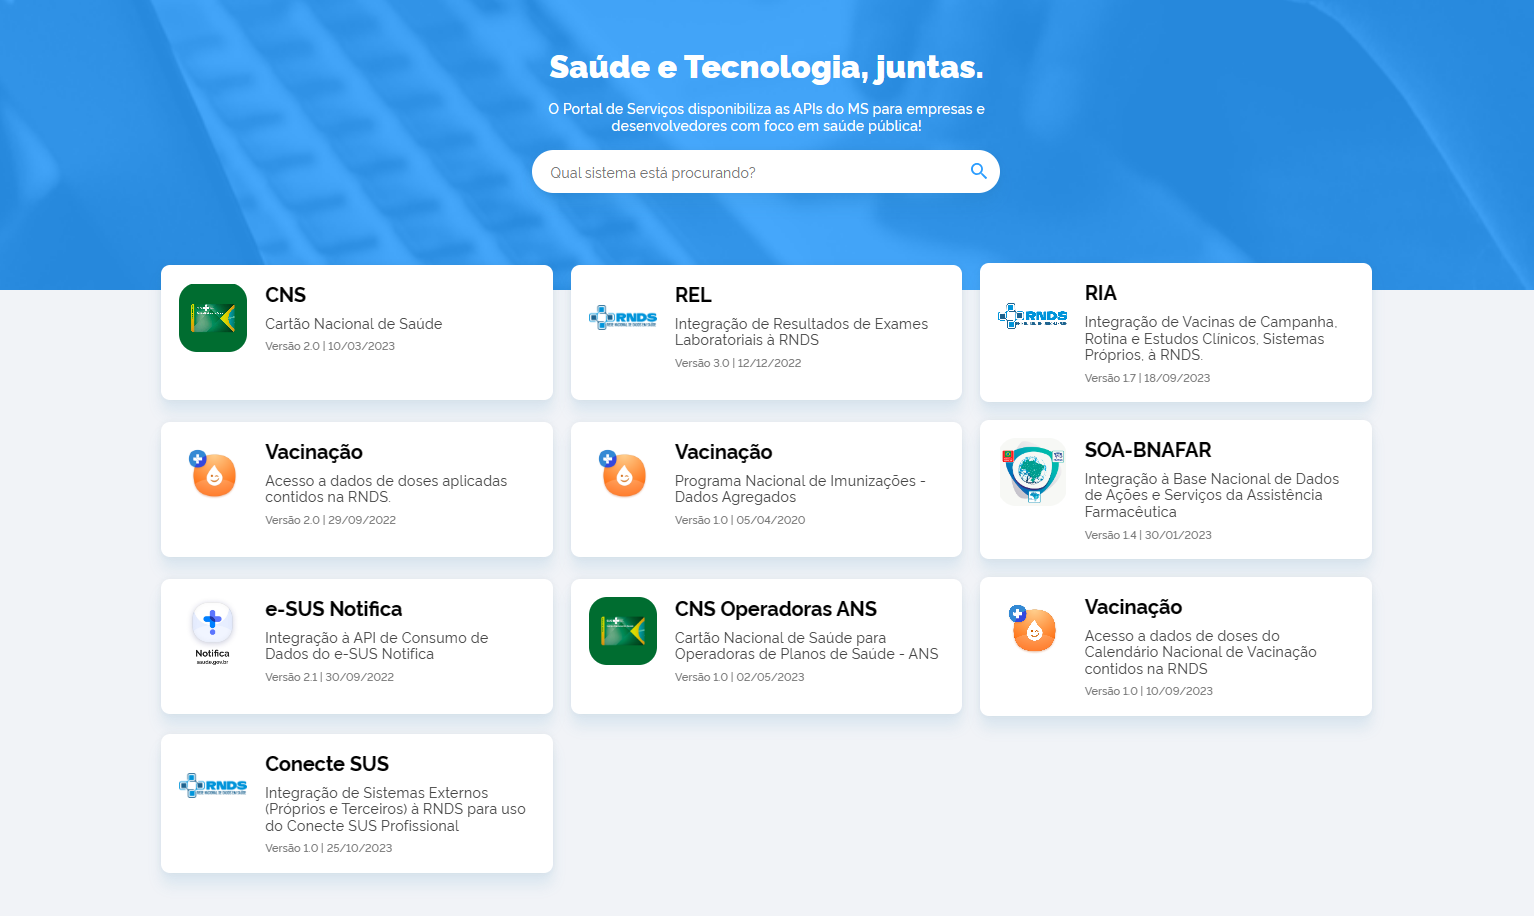 Saúde e Tecnologia, juntas.
O Portal de Serviços disponibiliza as APIs do MS para empresas e
desenvolvedores com foco em saúde pública!
Qual sistema está procurando?
CNS
Cartão Nacional de Saúde
Versão 2.0 | 10/03/2023
RNDS
REL
Integração de Resultados de Exames
Laboratoriais à RNDS
Versão 3.0 | 12/12/2022
RNDS
RIA
Integração de Vacinas de Campanha,
Rotina e Estudos Clínicos, Sistemas
Próprios, à RNDS.
Versão 1.7 | 18/09/2023
Vacinação
Acesso a dados de doses aplicadas
contidos na RNDS.
Versão 2.0 | 29/09/2022
Vacinação
Programa Nacional de Imunizações -
Dados Agregados
Versão 1.0 | 05/04/2020
SOA-BNAFAR
Integração à Base Nacional de Dados
de Ações e Serviços da Assistência
Farmacêutica
Versão 1.4 | 30/01/2023
Notifica
saude.gov.br
e-SUS Notifica
Integração à API de Consumo de
Dados do e-SUS Notifica
Versão 2.1 | 30/09/2022
CNS Operadoras ANS
Cartão Nacional de Saúde para
Operadoras de Planos de Saúde - ANS
Versão 1.0 | 02/05/2023
Vacinação
Acesso a dados de doses do
Calendário Nacional de Vacinação
contidos na RNDS
Versão 1.0 | 10/09/2023
RNDS
Conecte SUS
Integração de Sistemas Externos
(Próprios e Terceiros) à RNDS para uso
do Conecte SUS Profissional
Versão 1.0 | 25/10/2023